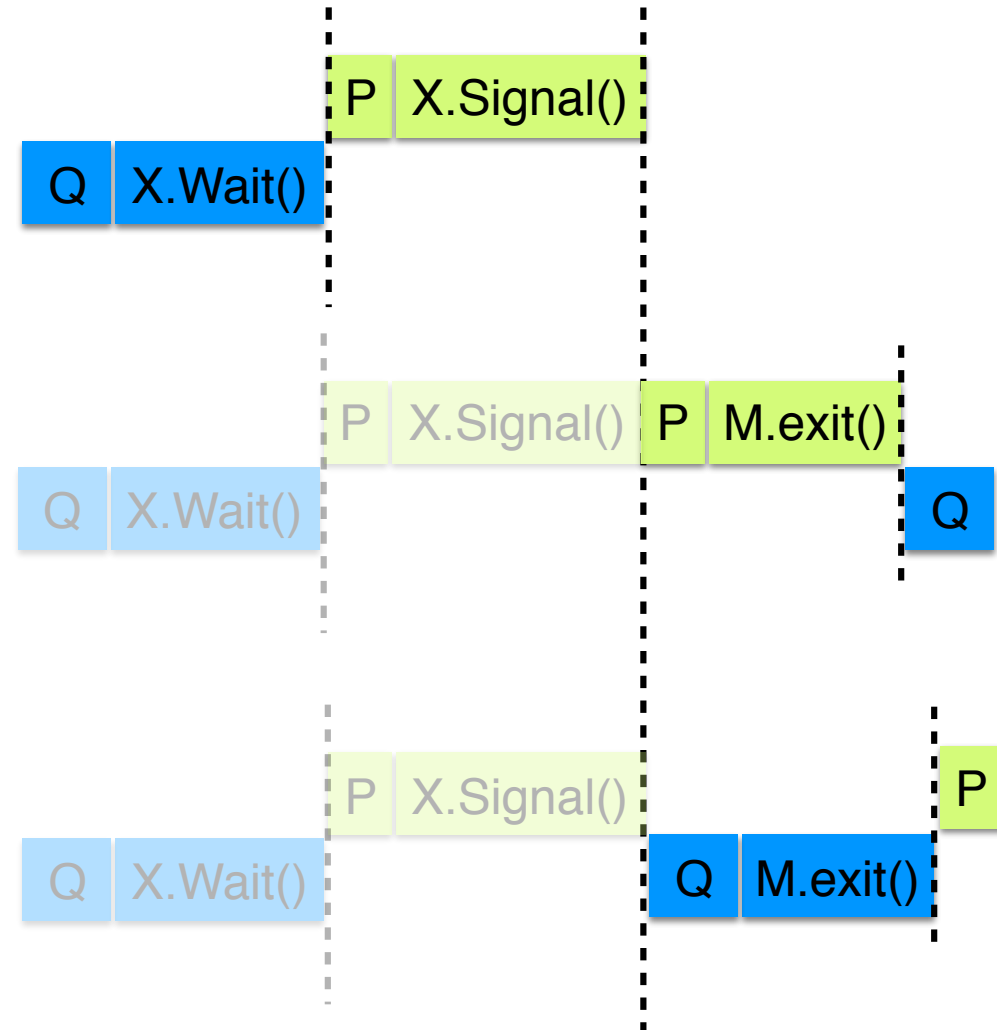 P X.Signal()
Q X.Wait()
P X.Signal() P M.exit()
Q X.Wait() Q
P X.Signal() P
Q X.Wait() Q M.exit()